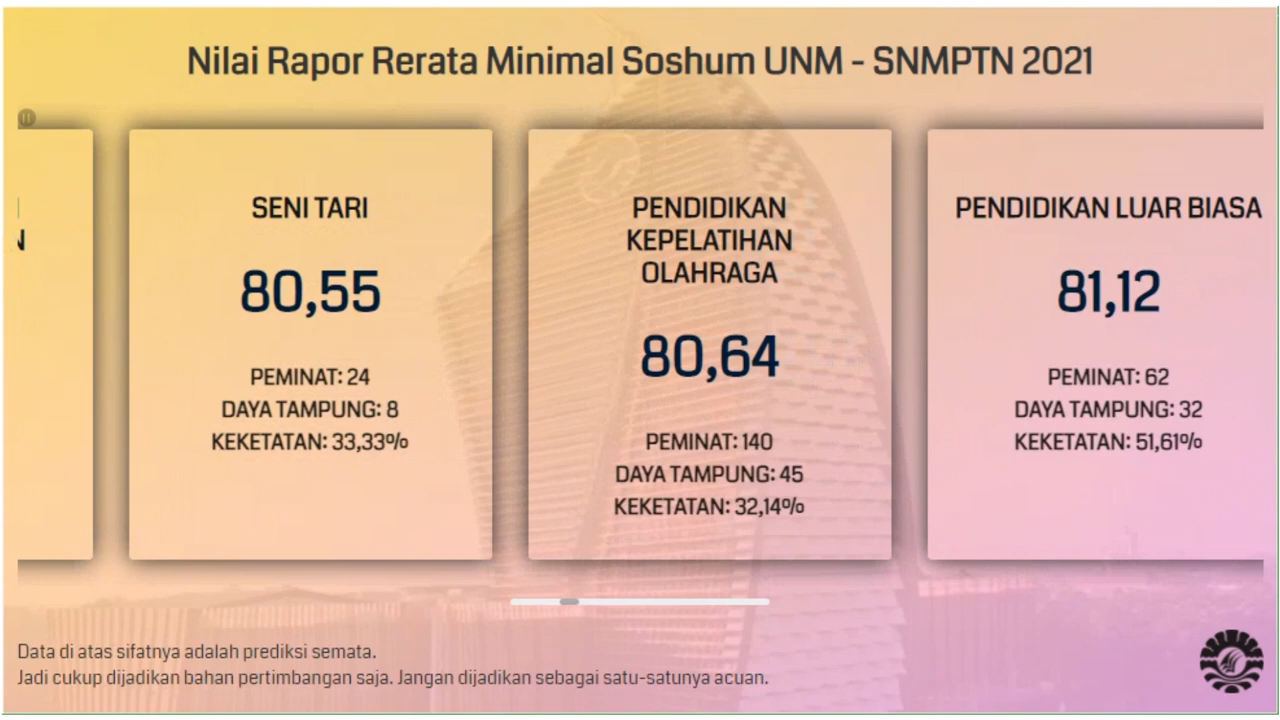 Nilai Rapor Rerata Minimal Soshum UNM - SNMPTN 2021
SENI TARI
80,55
PEMINAT: 24
DAYA TAMPUNG: 8
KEKETATAN: 33,33%
PENDIDIKAN
KEPELATIHAN
OLAHRAGA
80,64
PEMINAT: 140
DAYA TAMPUNG: 45
KEKETATAN: 32,14%
PENDIDIKAN LUAR BIASA
81,12
PEMINAT: 62
DAYA TAMPUNG: 32
KEKETATAN: 51,61%
Data di atas sifatnya adalah prediksi semata.
Jadi cukup dijadikan bahan pertimbangan saja. Jangan dijadikan sebagai satu-satunya acuan.